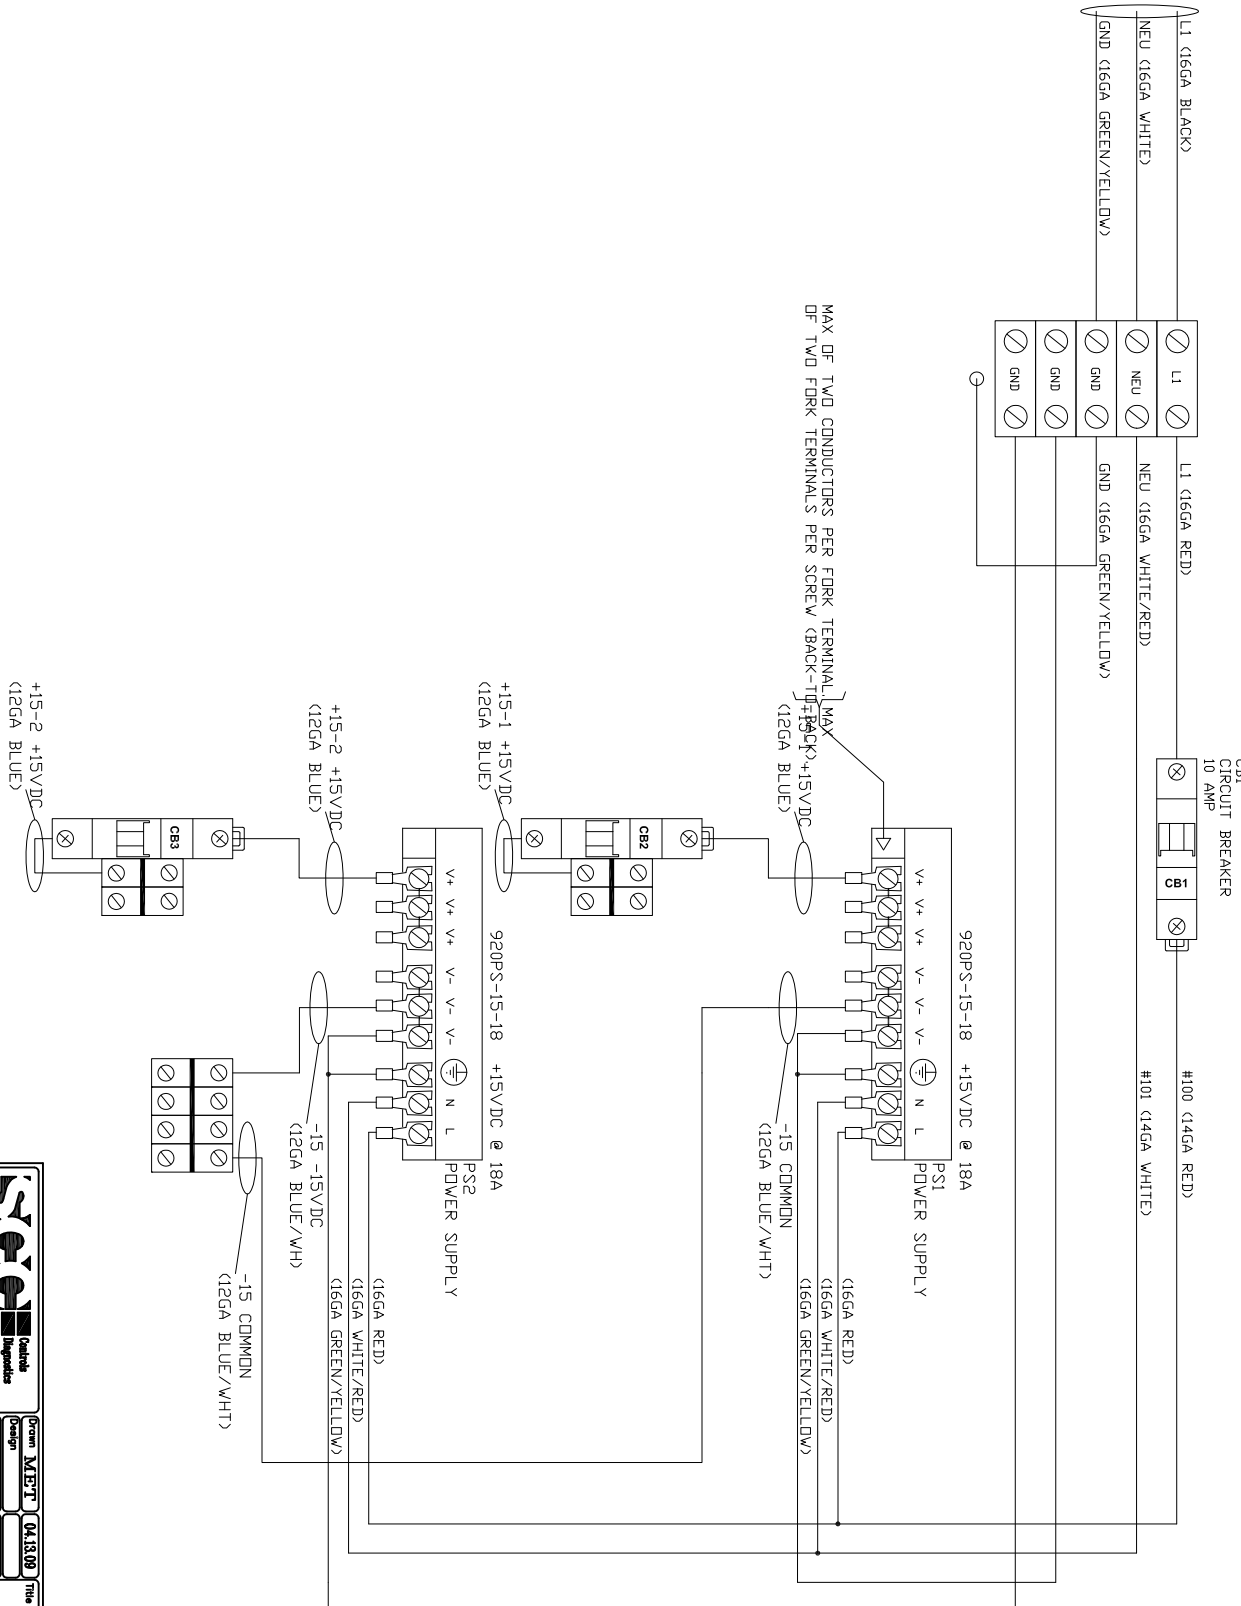 L1 (16GA BLACK)
NEU (16GA WHITE)
GND (16GA GREEN/YELLOW)
L1
NEU
GND
GND
GND
L1 (16GA RED)
NEU (16GA WHITE/RED)
GND (16GA GREEN/YELLOW)
CB1
CIRCUIT BREAKER
10 AMP
CB1
#100 (14GA RED)
#101 (14GA WHITE)
MAX OF TWO CONDUCTORS PER FORK TERMINAL. MAX
OF TWO FORK TERMINALS PER SCREW (BACK-TO-BACK).
+15-1 +15VDC
(12GA BLUE)
920PS-15-18 +15VDC @ 18A
V+ V+ V+ V- V- V- N L
PS1
POWER SUPPLY
-15 COMMON
(12GA BLUE/WHT)
(16GA RED)
(16GA WHITE/RED)
(16GA GREEN/YELLOW)
+15-1 +15VDC
(12GA BLUE)
CB2
920PS-15-18 +15VDC @ 18A
V+ V+ V+ V- V- V- N L
PS2
POWER SUPPLY
+15-2 +15VDC
(12GA BLUE)
-15 -15VDC
(12GA BLUE/WH)
(16GA RED)
(16GA WHITE/RED)
(16GA GREEN/YELLOW)
+15-2 +15VDC
(12GA BLUE)
CB3
-15 COMMON
(12GA BLUE/WHT)
Controls
Diagnostics
Drawn MET 04.13.09 Title
Design